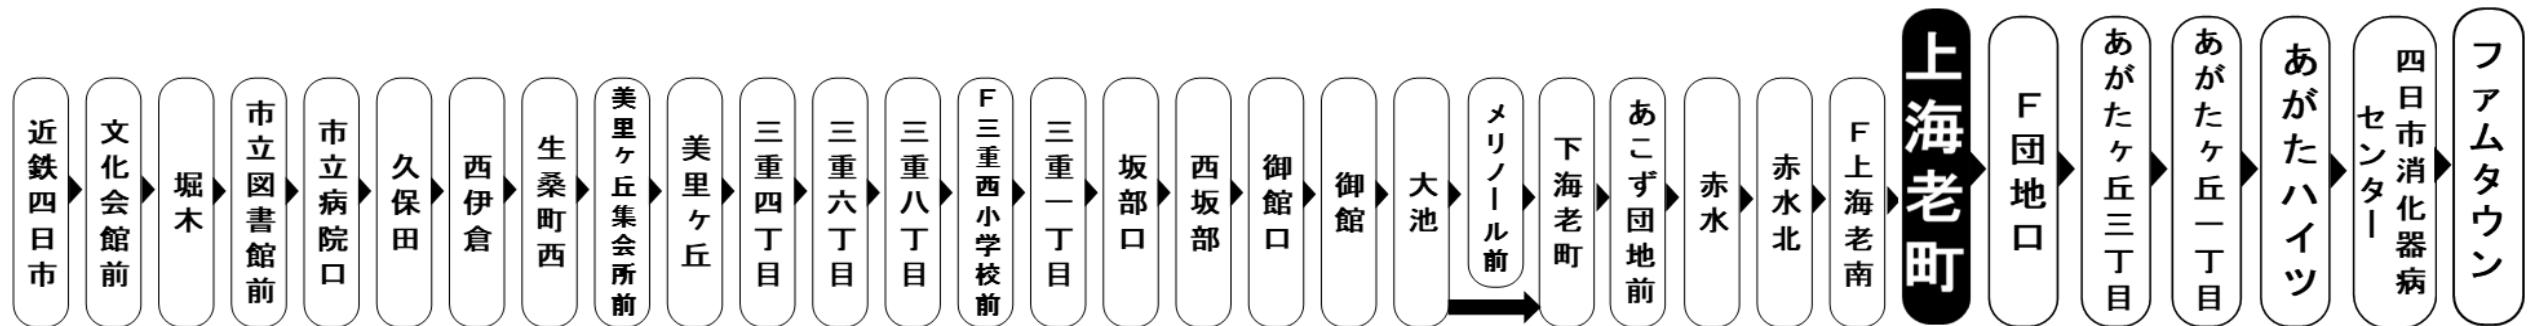 近鉄四日市
文化会館前
堀木
市立図書館前
市立病院口
久保田
西伊倉
生桑町西
美里ヶ丘集会所前
美里ヶ丘
三重四丁目
三重六丁目
三重八丁目
F三重西小学校前
三重一丁目
坂部口
西坂部
御館口
御館
大池
メリノール前
下海老町
あこず団地前
赤水
赤水北
F上海老南
上海老町
F団地口
あがたヶ丘三丁目
あがたヶ丘一丁目
あがたハイツ
四日市消化器病
センター
ファムタウン